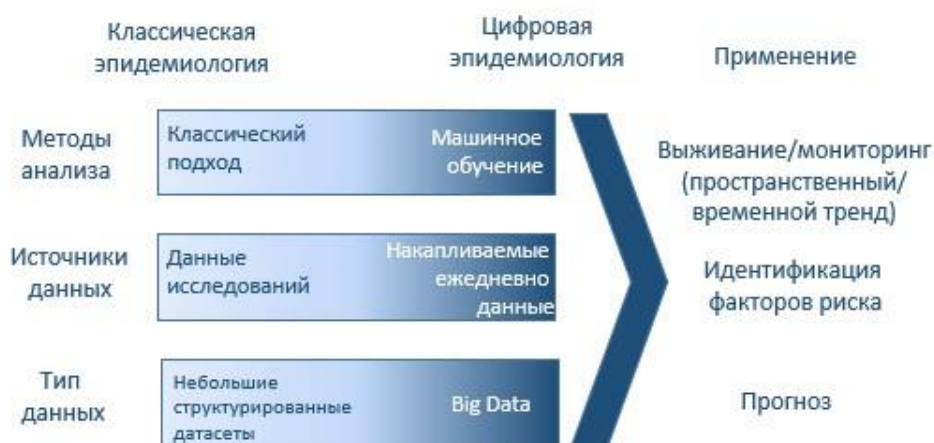 Классическая
эпидемиология
Цифровая
эпидемиология
Применение
Методы
анализа
Классический
подход
Машинное
обучение
Выживание/мониторинг
(пространственный/
временной тренд)
Источники
данных
Данные
исследований
Накапливаемые
ежедневно
данные
Идентификация
факторов риска
Тип
данных
Небольшие
структурированные
датасеты
Big Data
Прогноз